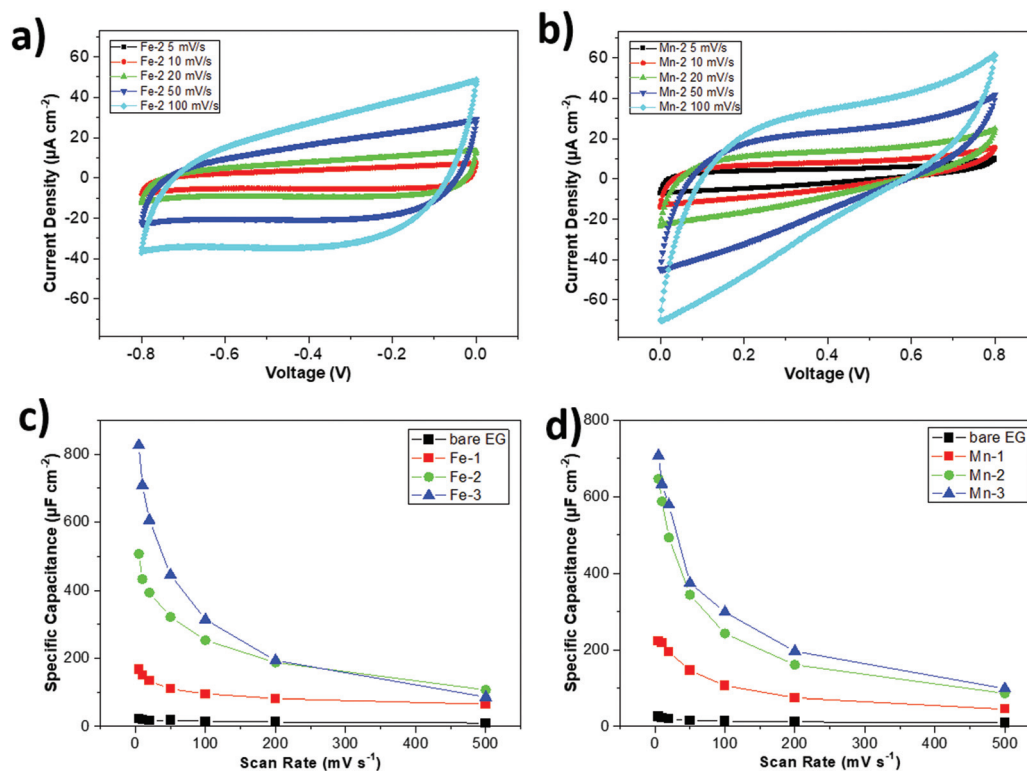 a)
Fe-2 5 mV/s
Fe-2 10 mV/s
Fe-2 20 mV/s
Fe-2 50 mV/s
Fe-2 100 mV/s
60
40
20
0
-20
-40
-60
Current Density (µA cm⁻²)
-0.8 -0.6 -0.4 -0.2 0.0
Voltage (V)
b)
Mn-2 5 mV/s
Mn-2 10 mV/s
Mn-2 20 mV/s
Mn-2 50 mV/s
Mn-2 100 mV/s
60
40
20
0
-20
-40
-60
Current Density (µA cm⁻²)
0.0 0.2 0.4 0.6 0.8
Voltage (V)
c)
bare EG
Fe-1
Fe-2
Fe-3
800
600
400
200
0
Specific Capacitance (µF cm⁻²)
0 100 200 300 400 500
Scan Rate (mV s⁻¹)
d)
bare EG
Mn-1
Mn-2
Mn-3
800
600
400
200
0
Specific Capacitance (µF cm⁻²)
0 100 200 300 400 500
Scan Rate (mV s⁻¹)